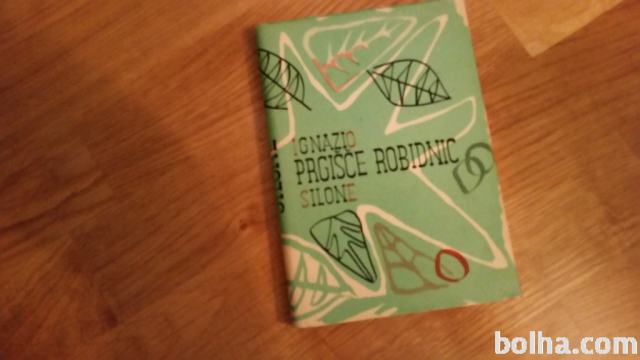 IGNAZIO
PRGIŠČE ROBIDNIC
SILONE
bolha.com